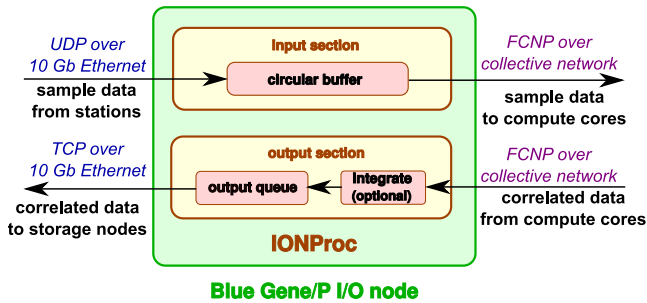 UDP over
10 Gb Ethernet
sample data
from stations
input section
circular buffer
FCNP over
collective network
sample data
to compute cores
TCP over
10 Gb Ethernet
correlated data
to storage nodes
output section
output queue
integrate
(optional)
FCNP over
collective network
correlated data
from compute cores
IONProc
Blue Gene/P I/O node